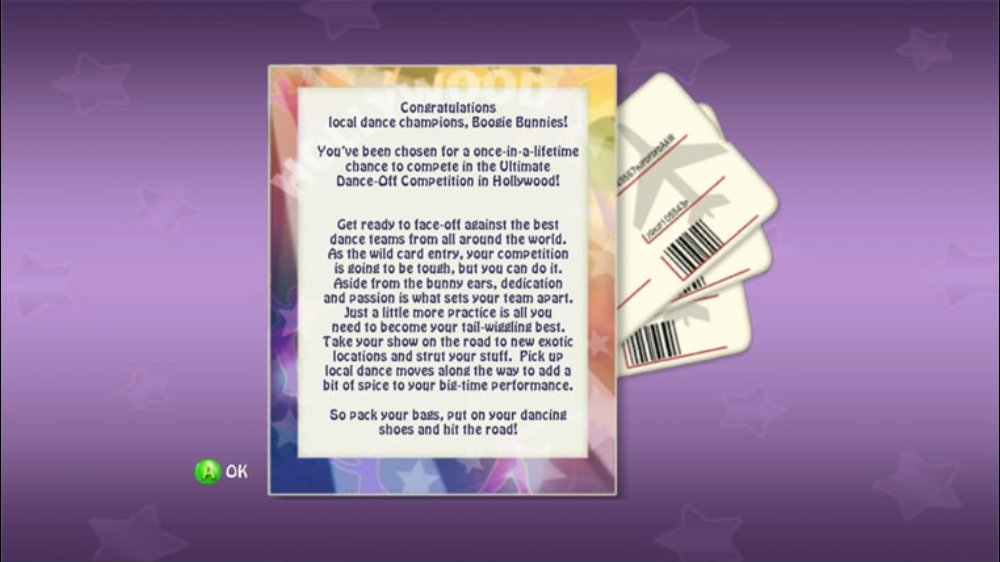 HOLLYWOOD
Congratulations
local dance champions, Boogie Bunnies!
You've been chosen for a once-in-a-lifetime
chance to compete in the Ultimate
Dance-Off Competition in Hollywood!
Get ready to face-off against the best
dance teams from all around the world.
As the wild card entry, your competition
is going to be tough, but you can do it.
Aside from the bunny ears, dedication
and passion is what sets your team apart.
Just a little more practice is all you
need to become your tail-wiggling best.
Take your show on the road to new exotic
locations and strut your stuff. Pick up
local dance moves along the way to add a
bit of spice to your big-time performance.
So pack your bags, put on your dancing
shoes and hit the road!
A OK